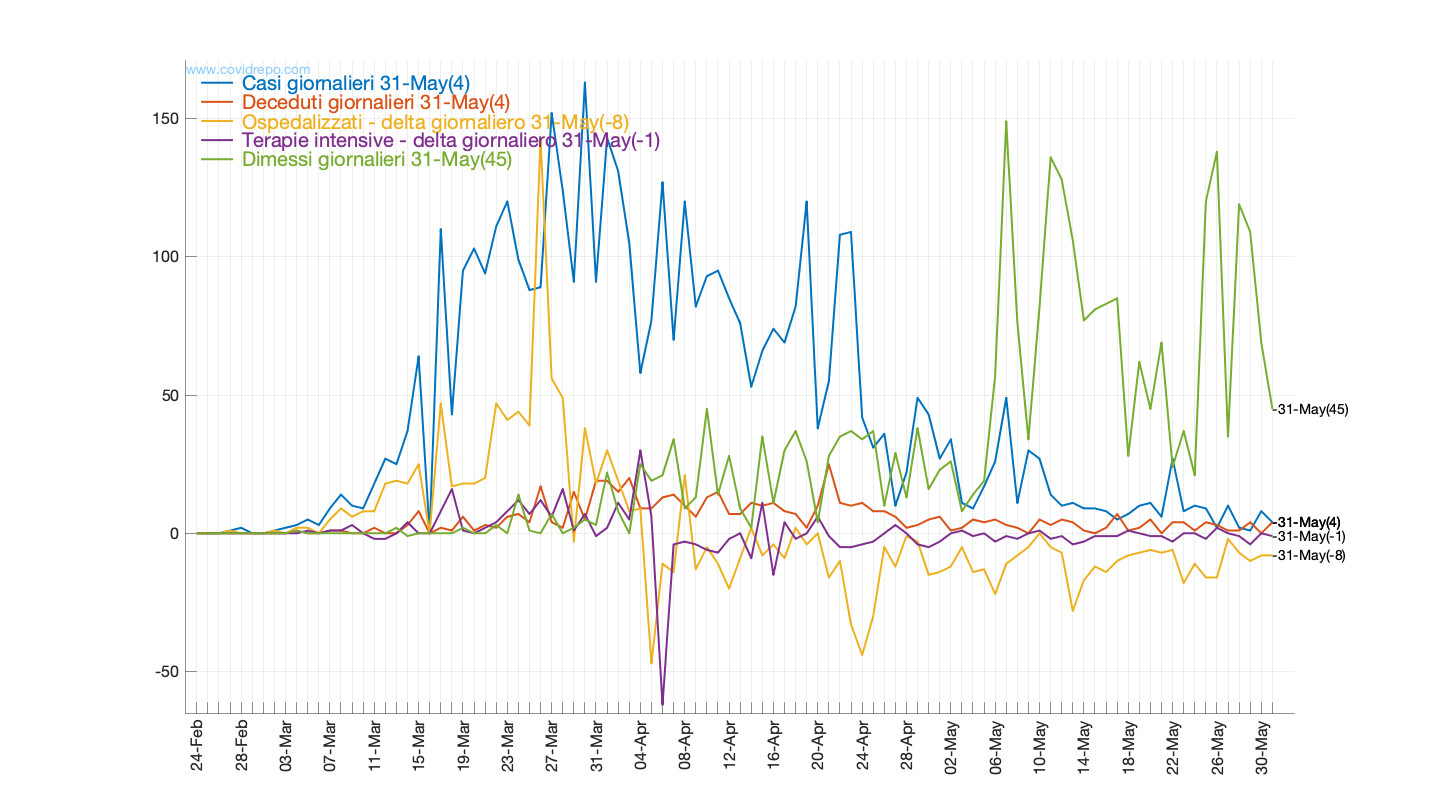 www.covidrepo.com
Casi giornalieri 31-May(4)
Deceduti giornalieri 31-May(4)
Ospedalizzati - delta giornaliero 31-May(-8)
Terapie intensive - delta giornaliero 31-May(-1)
Dimessi giornalieri 31-May(45)
150
100
50
0
-50
31-May(45)
31-May(4)
31-May(-1)
31-May(-8)
24-Feb
28-Feb
03-Mar
07-Mar
11-Mar
15-Mar
19-Mar
23-Mar
27-Mar
31-Mar
04-Apr
08-Apr
12-Apr
16-Apr
20-Apr
24-Apr
28-Apr
02-May
06-May
10-May
14-May
18-May
22-May
26-May
30-May